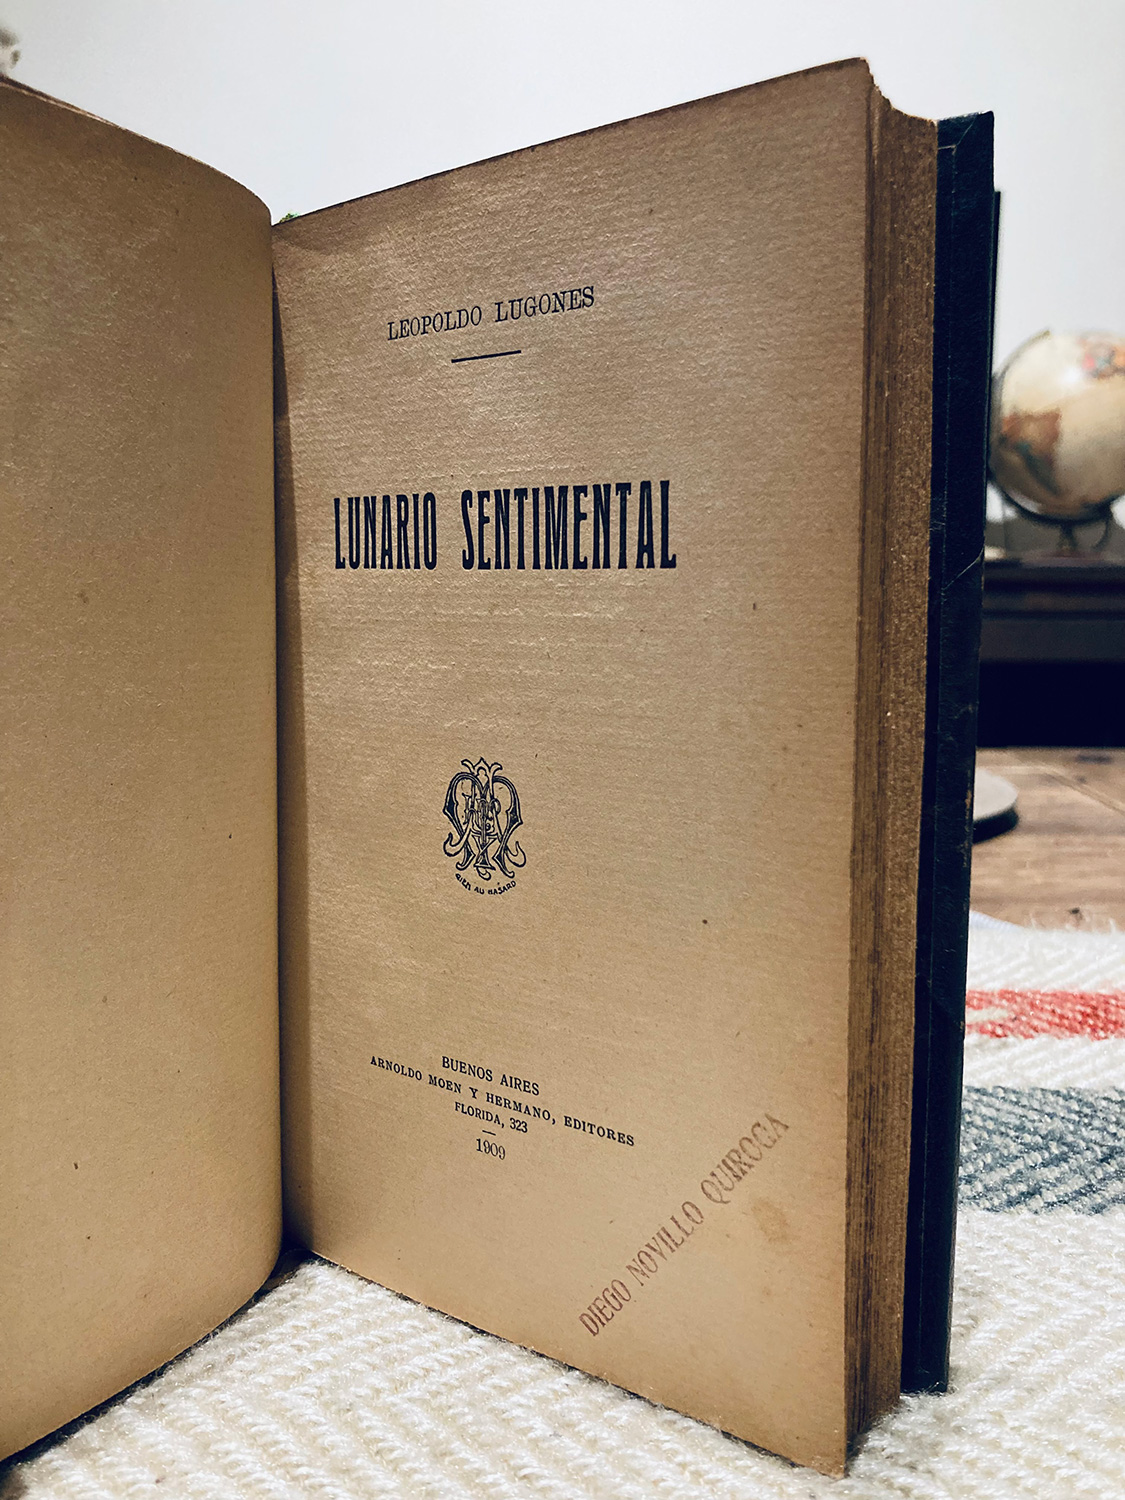 LEOPOLDO LUGONES
LUNARIO SENTIMENTAL
RIEN AU HASARD
BUENOS AIRES
ARNOLDO MOEN Y HERMANO, EDITORES
FLORIDA, 323
1909
DIEGO NOVILLO QUIROGA